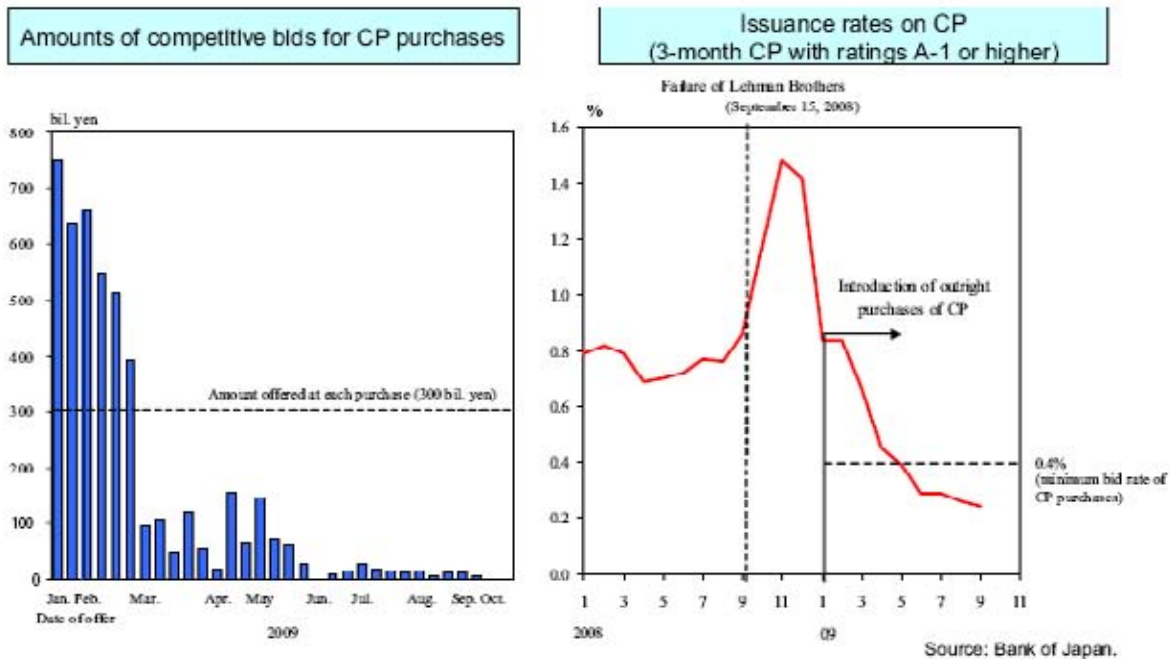 Amounts of competitive bids for CP purchases
bil. yen
800
700
600
500
400
300
200
100
0
Amount offered at each purchase (300 bil. yen)
Jan. Feb. Mar. Apr. May Jun. Jul. Aug. Sep. Oct.
Date of offer
2009
Issuance rates on CP
(3-month CP with ratings A-1 or higher)
Failure of Lehman Brothers
(September 15, 2008)
%
1.6
1.4
1.2
1.0
0.8
0.6
0.4
0.2
0.0
Introduction of outright
purchases of CP
0.4%
(minimum bid rate of
CP purchases)
1 3 5 7 9 11 1 3 5 7 9 11
2008 09
Source: Bank of Japan.